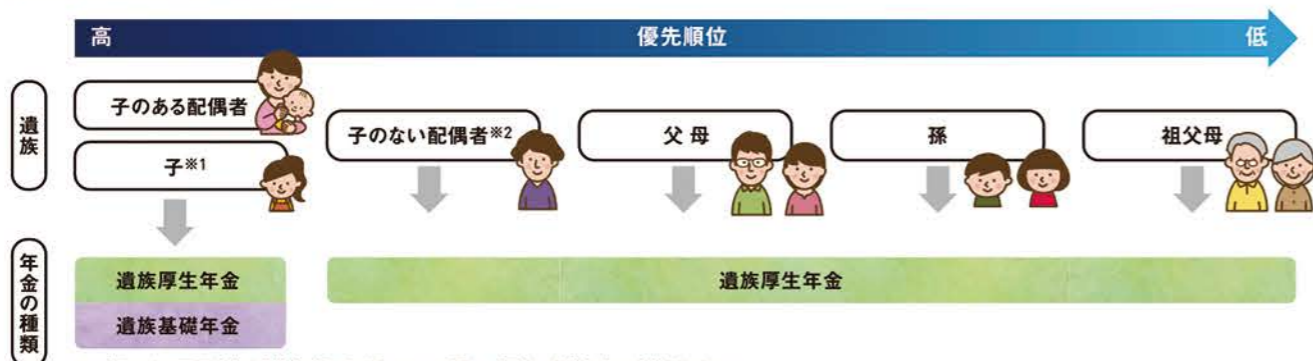 高 優先順位 低
遺族
子のある配偶者
子※1
子のない配偶者※2
父母
孫
祖父母
年金の種類
遺族厚生年金
遺族基礎年金
遺族厚生年金